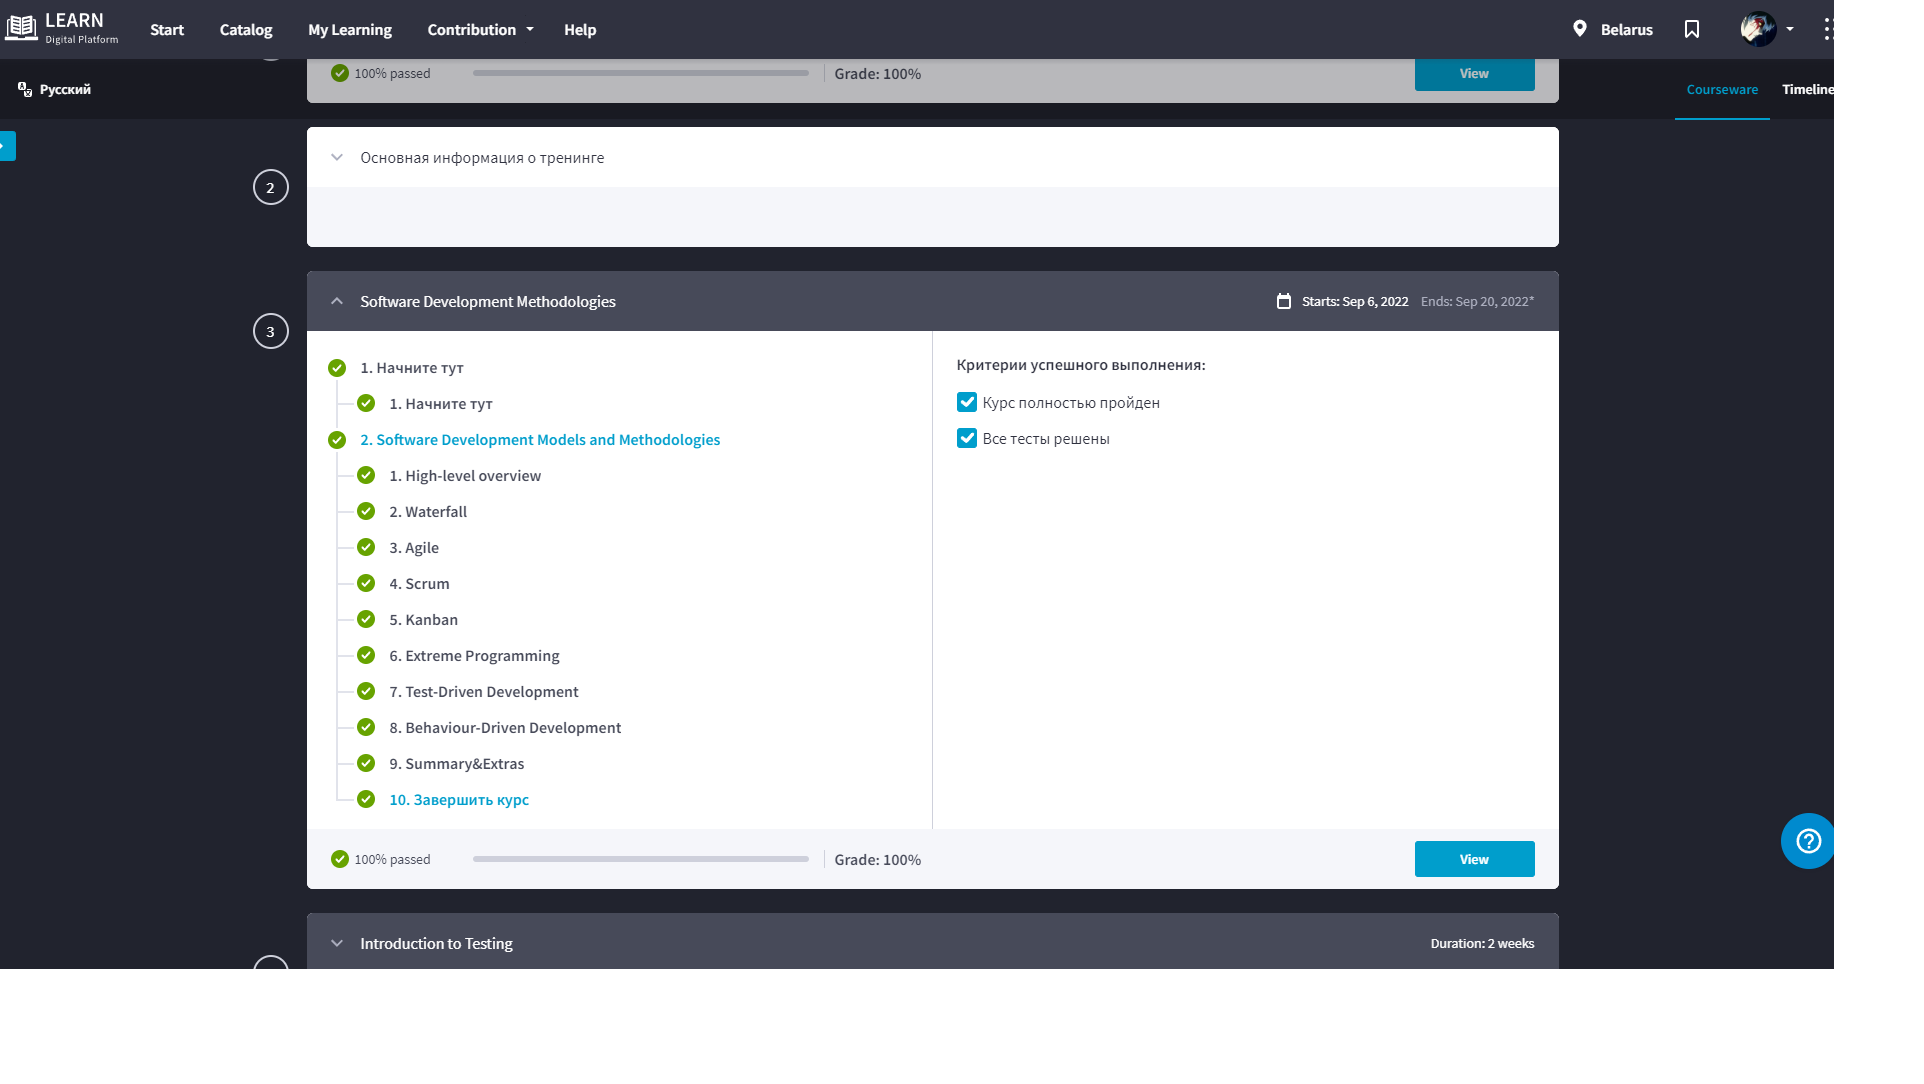 LEARN
Digital Platform
Start
Catalog
My Learning
Contribution
Help
Belarus
Русский
100% passed
Grade: 100%
View
Courseware
Timeline
2
Основная информация о тренинге
3
Software Development Methodologies
Starts: Sep 6, 2022
Ends: Sep 20, 2022*
1. Начните тут
1. Начните тут
2. Software Development Models and Methodologies
1. High-level overview
2. Waterfall
3. Agile
4. Scrum
5. Kanban
6. Extreme Programming
7. Test-Driven Development
8. Behaviour-Driven Development
9. Summary&Extras
10. Завершить курс
Критерии успешного выполнения:
Курс полностью пройден
Все тесты решены
100% passed
Grade: 100%
View
Introduction to Testing
Duration: 2 weeks